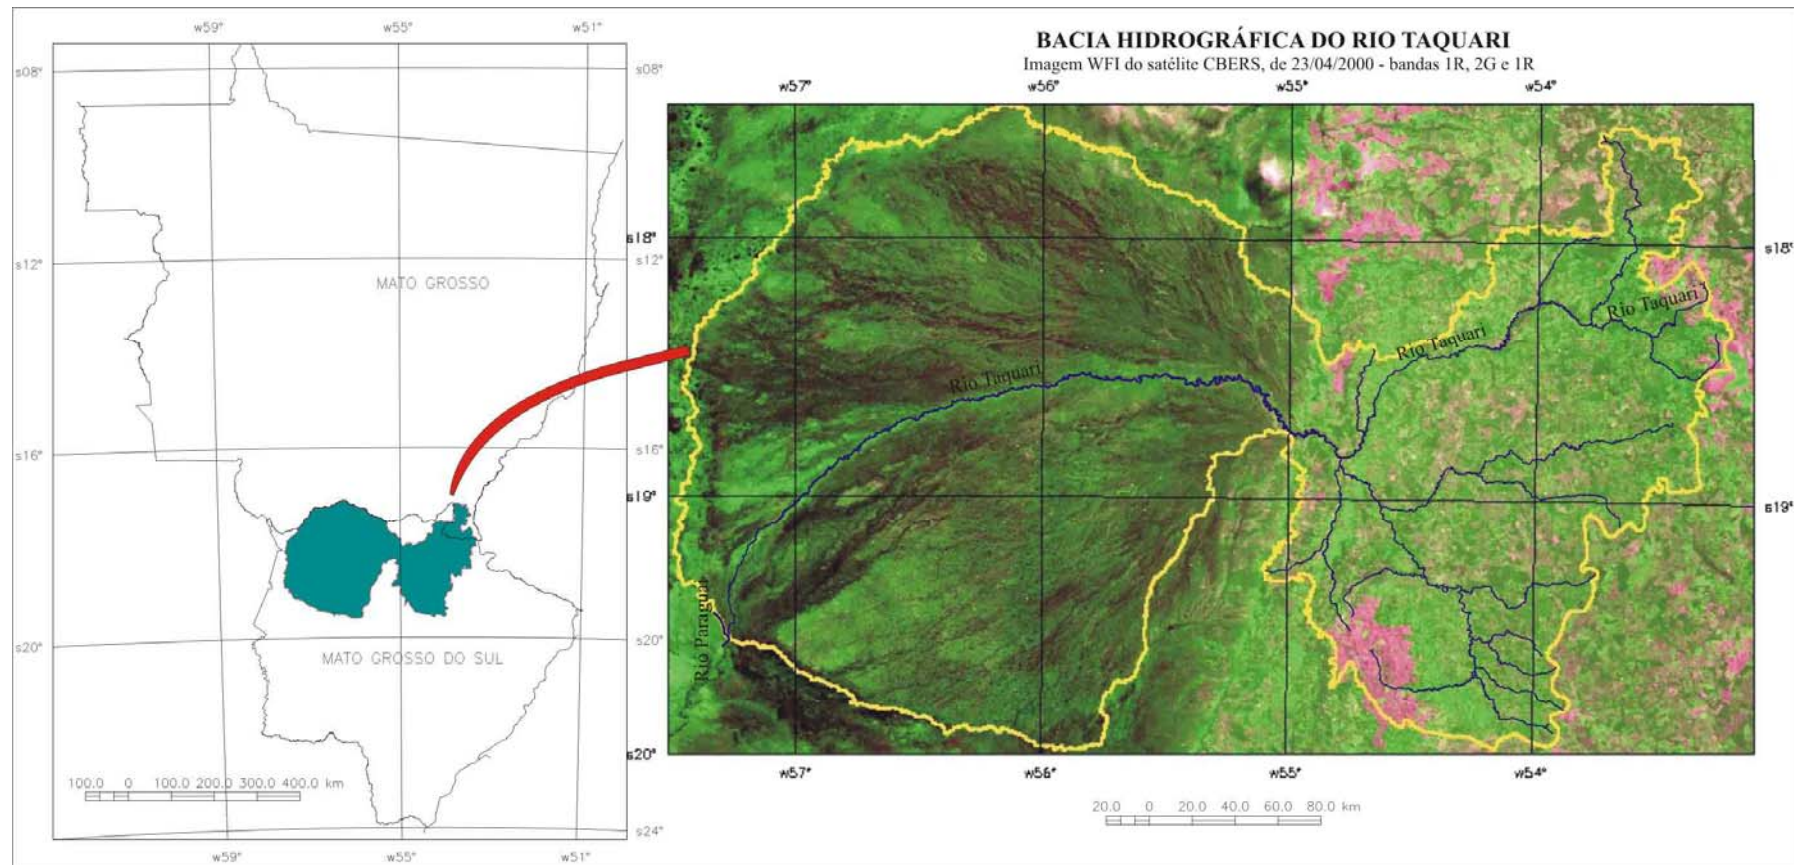 w59° w55° w51°
s08° s08°
s12° s12°
MATO GROSSO
s16° s16°
s20° s20°
MATO GROSSO DO SUL
100.0 0 100.0 200.0 300.0 400.0 km
s24°
w59° w55° w51°
BACIA HIDROGRÁFICA DO RIO TAQUARI
Imagem WFI do satélite CBERS, de 23/04/2000 - bandas 1R, 2G e 1R
w57° w56° w55° w54°
s18° s18°
Rio Taquari
Rio Taquari
Rio Taquari
s19° s19°
Rio Paraguai
s20° s20°
w57° w56° w55° w54°
20.0 0 20.0 40.0 60.0 80.0 km